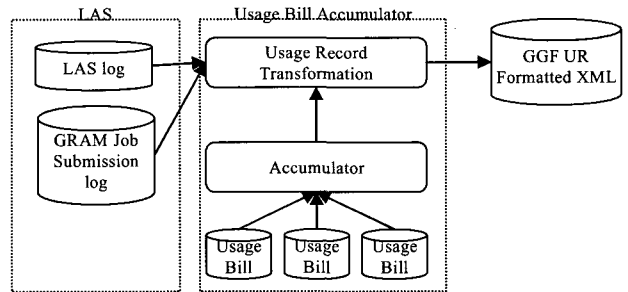 LAS
Usage Bill Accumulator
LAS log
GRAM Job
Submission
log
Usage Record
Transformation
GGF UR
Formatted XML
Accumulator
Usage
Bill
Usage
Bill
Usage
Bill